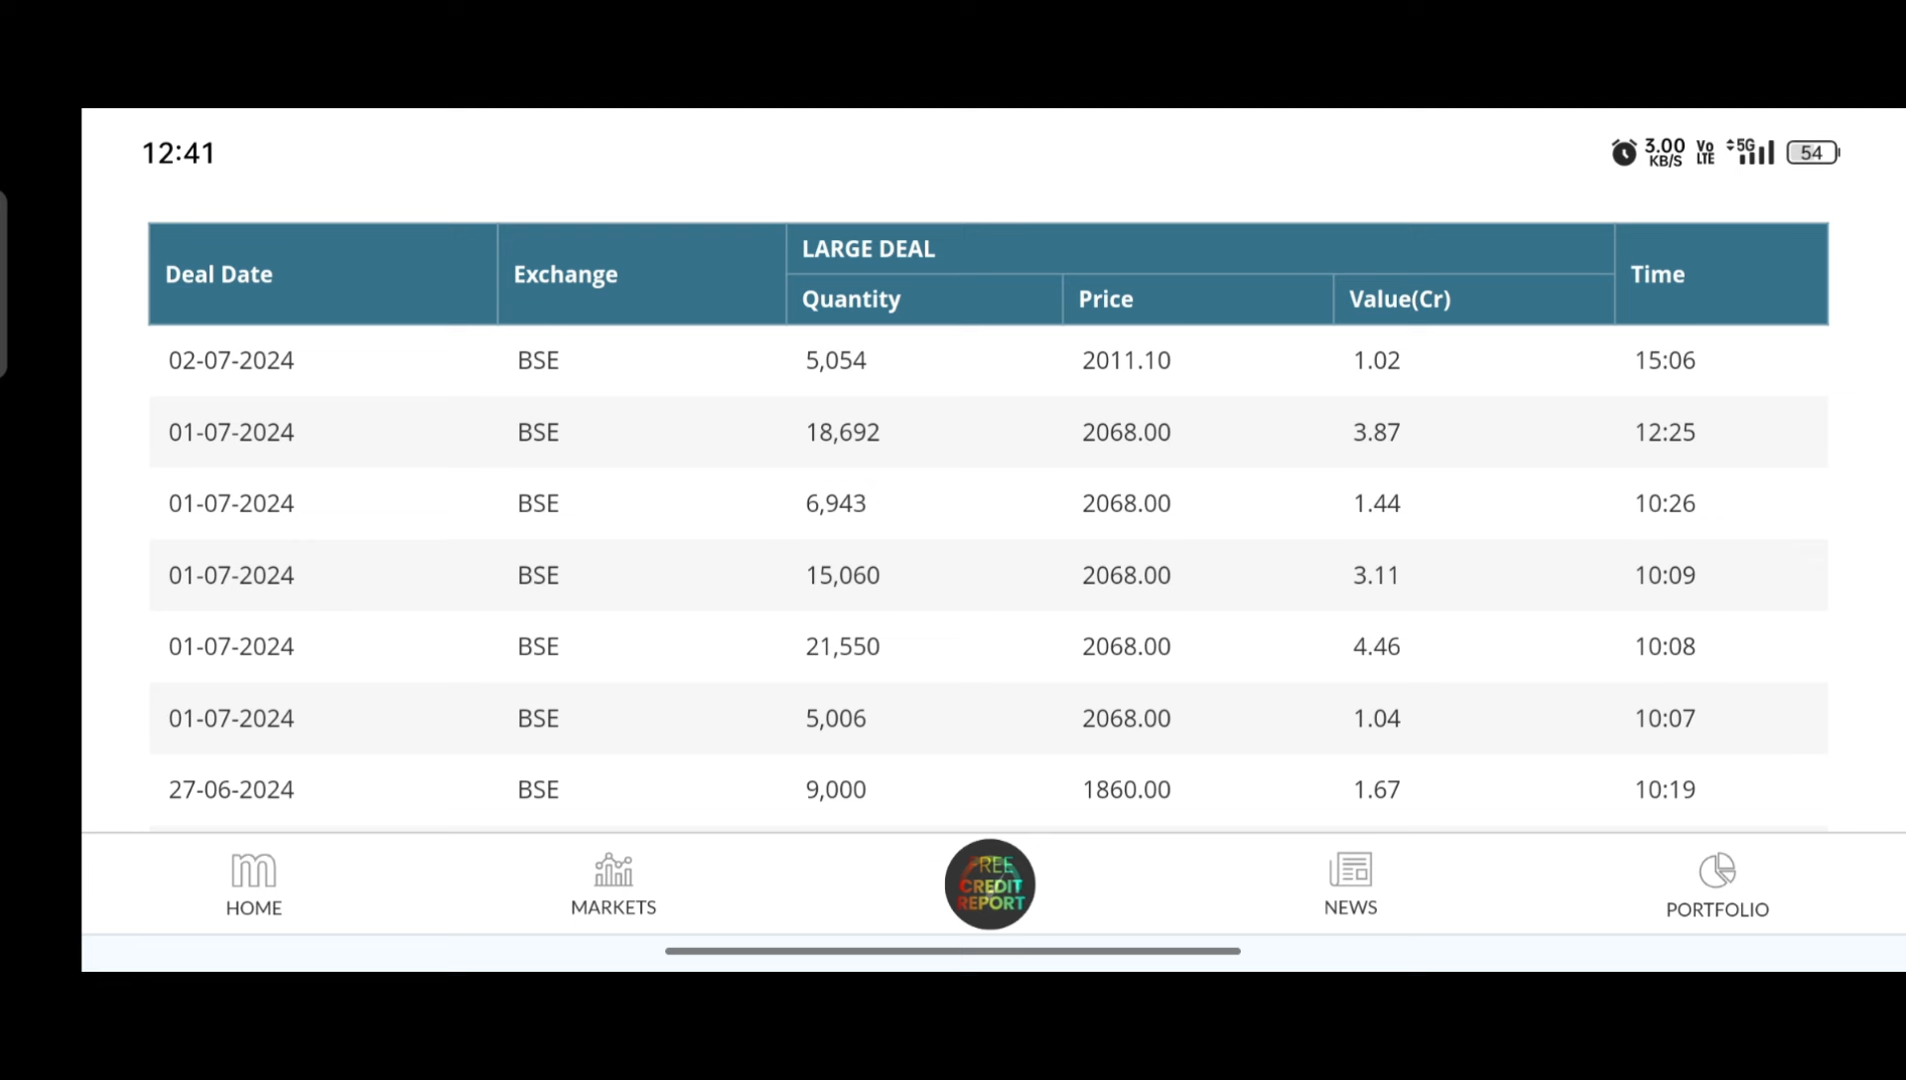 12:41
3.00 KB/S Vo LTE 5G 54
LARGE DEAL
Deal Date Exchange Time
Quantity Price Value(Cr)
02-07-2024 BSE 5,054 2011.10 1.02 15:06
01-07-2024 BSE 18,692 2068.00 3.87 12:25
01-07-2024 BSE 6,943 2068.00 1.44 10:26
01-07-2024 BSE 15,060 2068.00 3.11 10:09
01-07-2024 BSE 21,550 2068.00 4.46 10:08
01-07-2024 BSE 5,006 2068.00 1.04 10:07
27-06-2024 BSE 9,000 1860.00 1.67 10:19
m
FREE
CREDIT
REPORT
HOME MARKETS NEWS PORTFOLIO